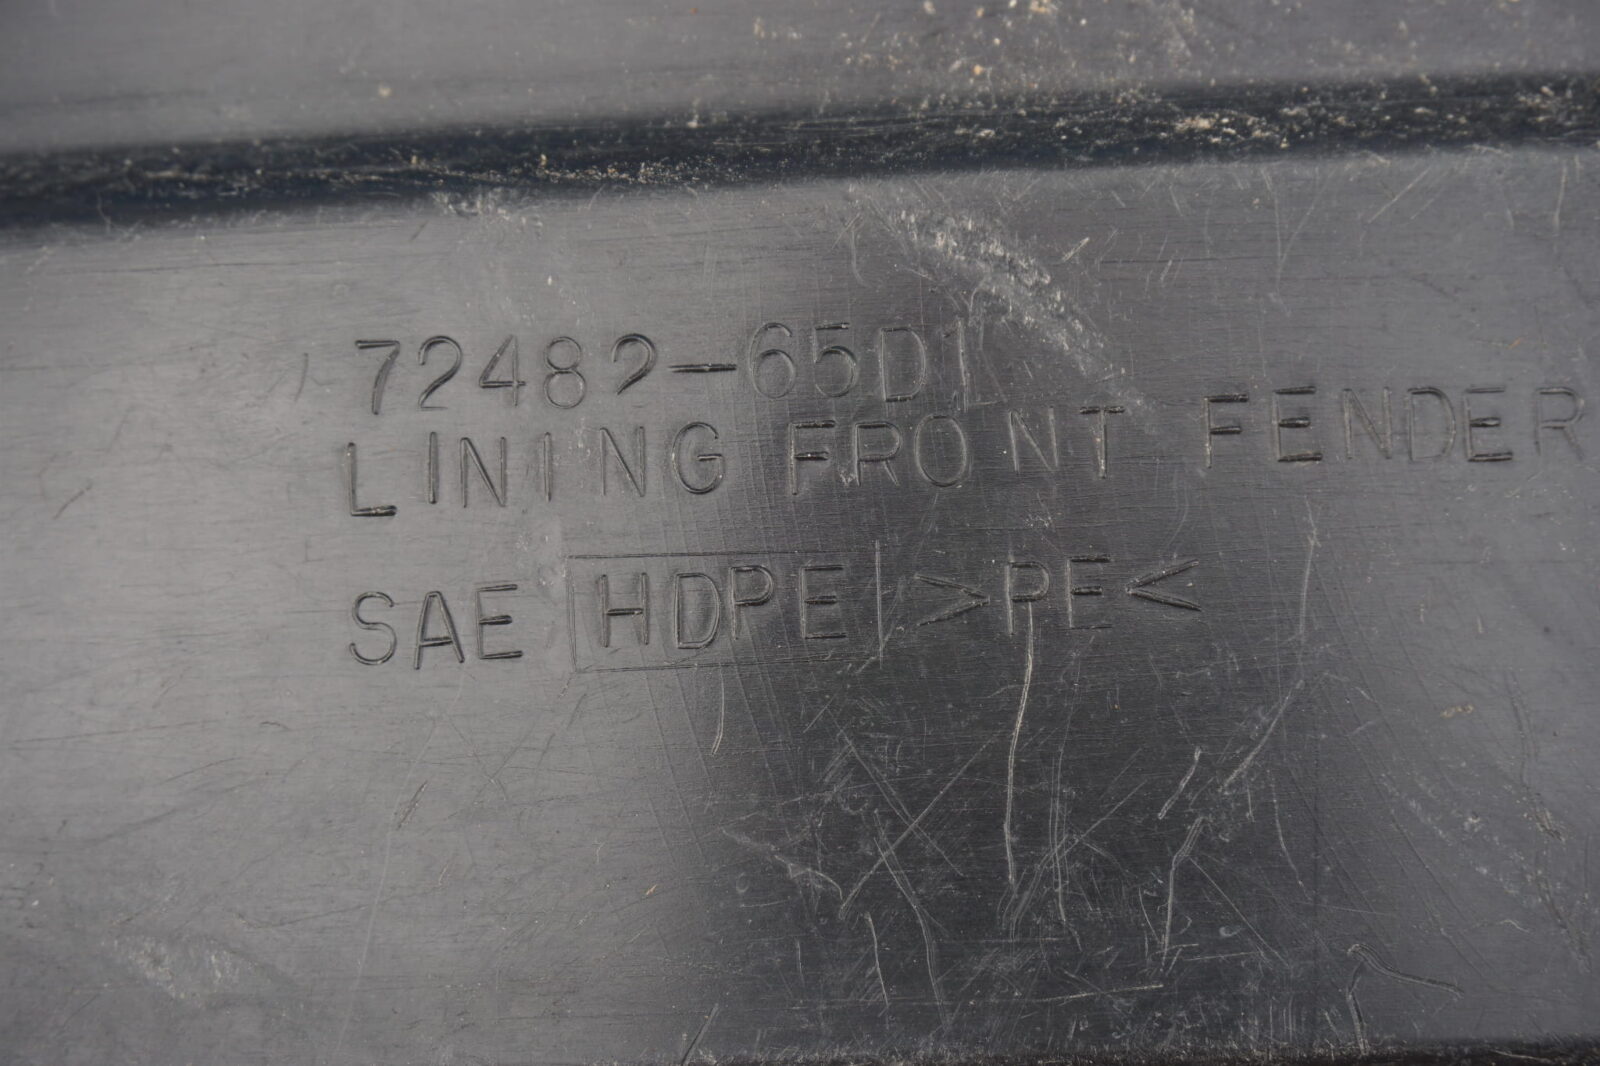 72482-65D1
LINING FRONT FENDER
SAE HDPE >PE<